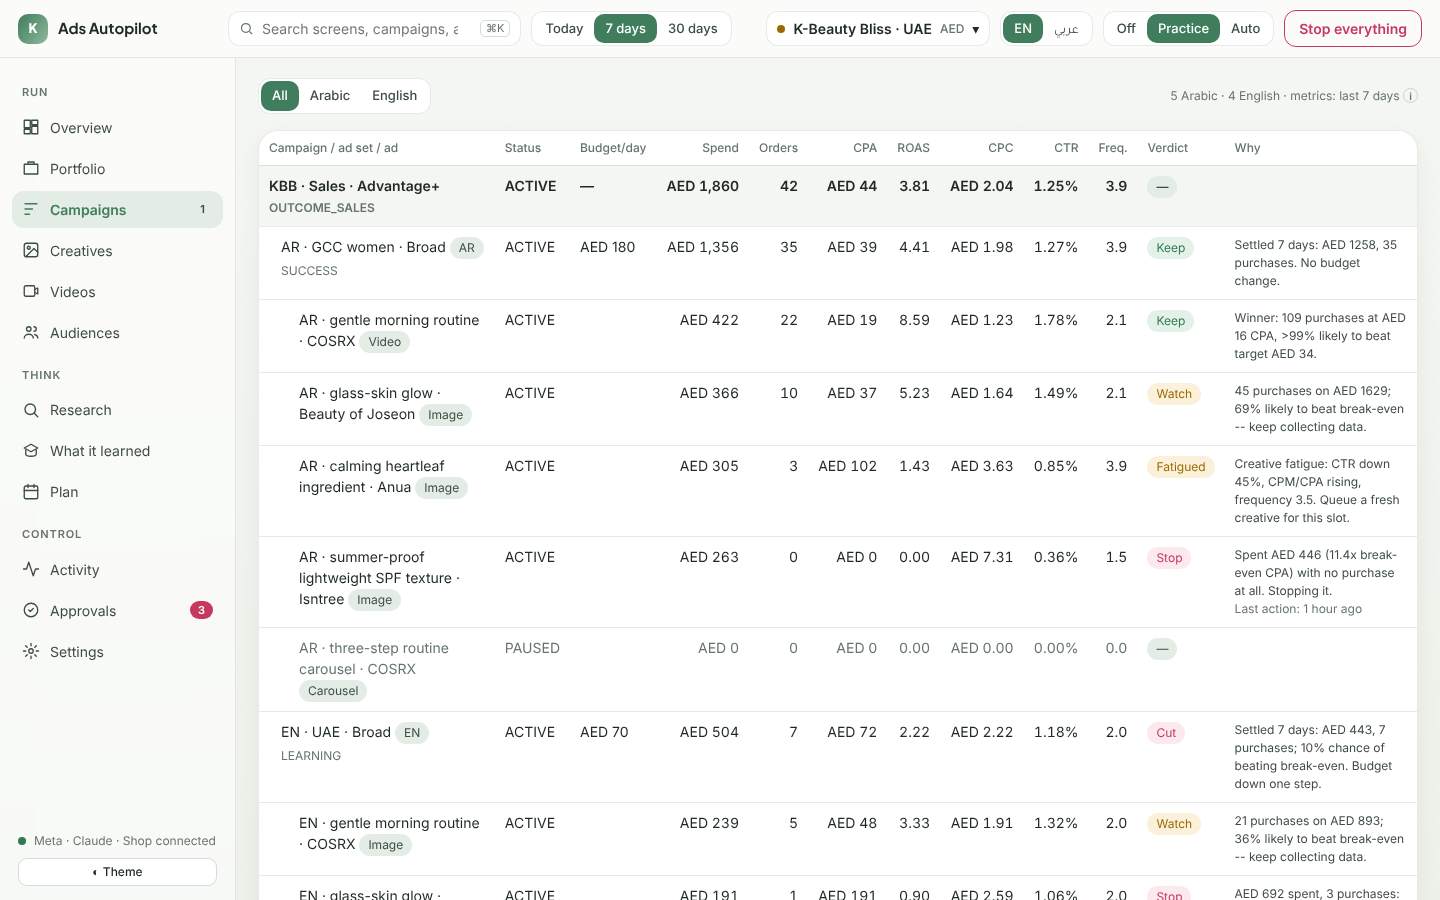 K
Ads Autopilot
Search screens, campaigns, a
⌘K
Today 7 days 30 days
K-Beauty Bliss · UAE AED ▾
EN عربي
Off Practice Auto
Stop everything
RUN
Overview
Portfolio
Campaigns 1
Creatives
Videos
Audiences
THINK
Research
What it learned
Plan
CONTROL
Activity
Approvals 3
Settings
Meta · Claude · Shop connected
Theme
All Arabic English
5 Arabic · 4 English · metrics: last 7 days i
Campaign / ad set / ad Status Budget/day Spend Orders CPA ROAS CPC CTR Freq. Verdict Why
KBB · Sales · Advantage+ ACTIVE — AED 1,860 42 AED 44 3.81 AED 2.04 1.25% 3.9 —
OUTCOME_SALES
AR · GCC women · Broad AR ACTIVE AED 180 AED 1,356 35 AED 39 4.41 AED 1.98 1.27% 3.9 Keep
SUCCESS
Settled 7 days: AED 1258, 35
purchases. No budget
change.
AR · gentle morning routine ACTIVE AED 422 22 AED 19 8.59 AED 1.23 1.78% 2.1 Keep
· COSRX Video
Winner: 109 purchases at AED
16 CPA, >99% likely to beat
target AED 34.
AR · glass-skin glow · ACTIVE AED 366 10 AED 37 5.23 AED 1.64 1.49% 2.1 Watch
Beauty of Joseon Image
45 purchases on AED 1629;
69% likely to beat break-even
-- keep collecting data.
AR · calming heartleaf ACTIVE AED 305 3 AED 102 1.43 AED 3.63 0.85% 3.9 Fatigued
ingredient · Anua Image
Creative fatigue: CTR down
45%, CPM/CPA rising,
frequency 3.5. Queue a fresh
creative for this slot.
AR · summer-proof ACTIVE AED 263 0 AED 0 0.00 AED 7.31 0.36% 1.5 Stop
lightweight SPF texture ·
Isntree Image
Spent AED 446 (11.4x break-
even CPA) with no purchase
at all. Stopping it.
Last action: 1 hour ago
AR · three-step routine PAUSED AED 0 0 AED 0 0.00 AED 0.00 0.00% 0.0 —
carousel · COSRX
Carousel
EN · UAE · Broad EN ACTIVE AED 70 AED 504 7 AED 72 2.22 AED 2.22 1.18% 2.0 Cut
LEARNING
Settled 7 days: AED 443, 7
purchases; 10% chance of
beating break-even. Budget
down one step.
EN · gentle morning routine ACTIVE AED 239 5 AED 48 3.33 AED 1.91 1.32% 2.0 Watch
· COSRX Image
21 purchases on AED 893;
36% likely to beat break-even
-- keep collecting data.
EN · glass-skin glow · ACTIVE AED 191 1 AED 191 0.90 AED 2.59 1.06% 2.0 Stop
AED 692 spent, 3 purchases: